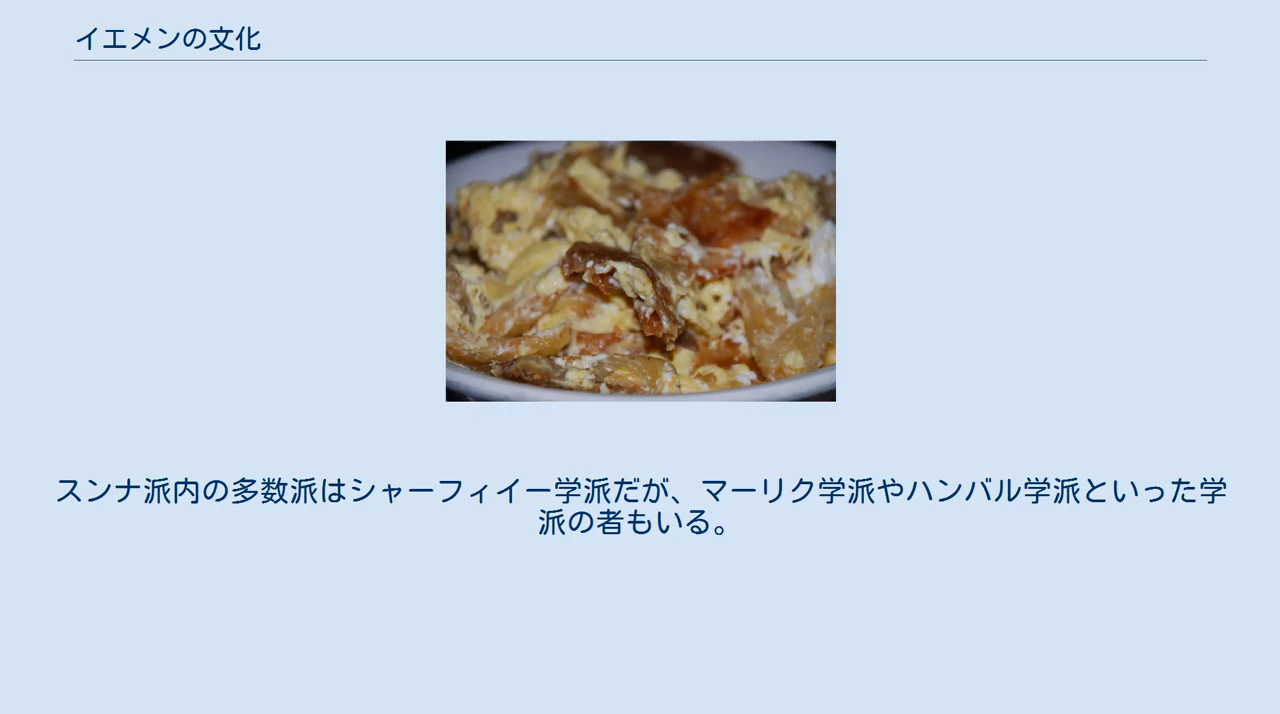 イエメンの文化
スンナ派内の多数派はシャーフィイー学派だが、マーリク学派やハンバル学派といった学
派の者もいる。